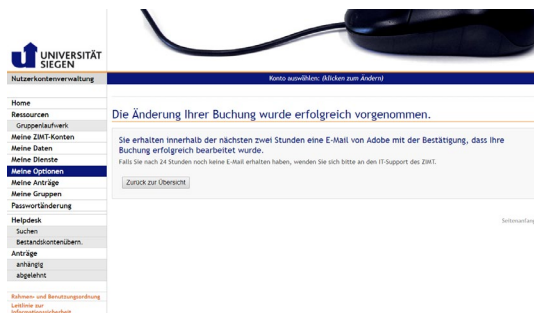 UNIVERSITÄT
SIEGEN
Nutzerkontenverwaltung
Konto auswählen: (klicken zum Ändern)
Home
Ressourcen
Gruppenlaufwerk
Meine ZIMT-Konten
Meine Daten
Meine Dienste
Meine Optionen
Meine Anträge
Meine Gruppen
Passwortänderung
Helpdesk
Suchen
Bestandskontenübern.
Anträge
anhängig
abgelehnt
Rahmen- und Benutzungsordnung
Leitlinie zur
Informationssicherheit
Die Änderung Ihrer Buchung wurde erfolgreich vorgenommen.
Sie erhalten innerhalb der nächsten zwei Stunden eine E-Mail von Adobe mit der Bestätigung, dass Ihre
Buchung erfolgreich bearbeitet wurde.
Falls Sie nach 24 Stunden noch keine E-Mail erhalten haben, wenden Sie sich bitte an den IT-Support des ZIMT.
Zurück zur Übersicht
Seitenanfang